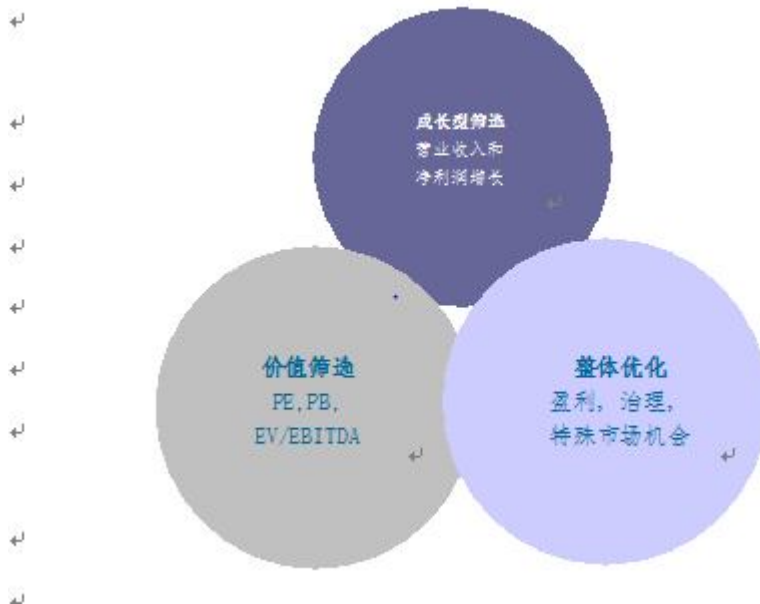 成长型筛选
营业收入和
净利润增长
价值筛选
PE,PB,
EV/EBITDA
整体优化
盈利, 治理,
特殊市场机会